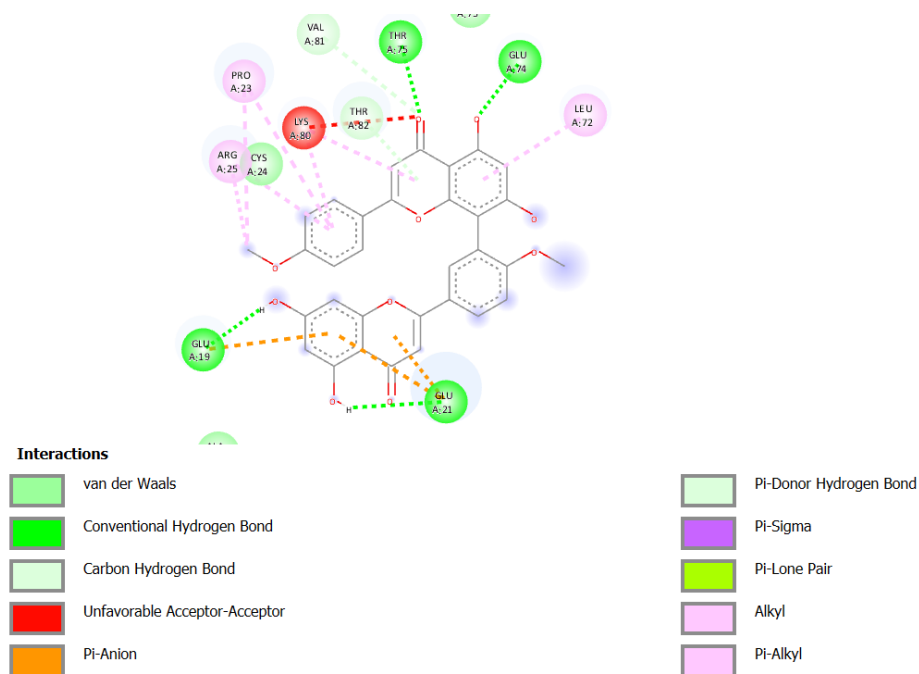 VAL
A:81
THR
A:75
GLU
A:74
PRO
A:23
LYS
A:80
THR
A:82
LEU
A:72
ARG
A:25
CYS
A:24
O
O
O
O
O
O
H
O
O
GLU
A:19
O
O
H
GLU
A:21
Interactions
van der Waals
Conventional Hydrogen Bond
Carbon Hydrogen Bond
Unfavorable Acceptor-Acceptor
Pi-Anion
Pi-Donor Hydrogen Bond
Pi-Sigma
Pi-Lone Pair
Alkyl
Pi-Alkyl